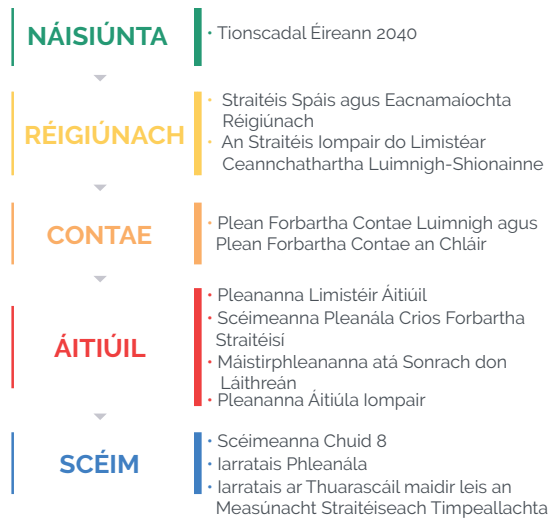 NÁISIÚNTA
• Tionscadal Éireann 2040
RÉIGIÚNACH
• Straitéis Spáis agus Eacnamaíochta
Réigiúnach
• An Straitéis Iompair do Limistéar
Ceannchathartha Luimnigh-Shionainne
CONTAE
• Plean Forbartha Contae Luimnigh agus
Plean Forbartha Contae an Chláir
ÁITIÚIL
• Pleananna Limistéir Áitiúil
• Scéimeanna Pleanála Crios Forbartha
Straitéisí
• Máistirphleananna atá Sonrach don
Láithreán
• Pleananna Áitiúla Iompair
SCÉIM
• Scéimeanna Chuid 8
• Iarratais Phleanála
• Iarratais ar Thuarascáil maidir leis an
Measúnacht Straitéiseach Timpeallachta